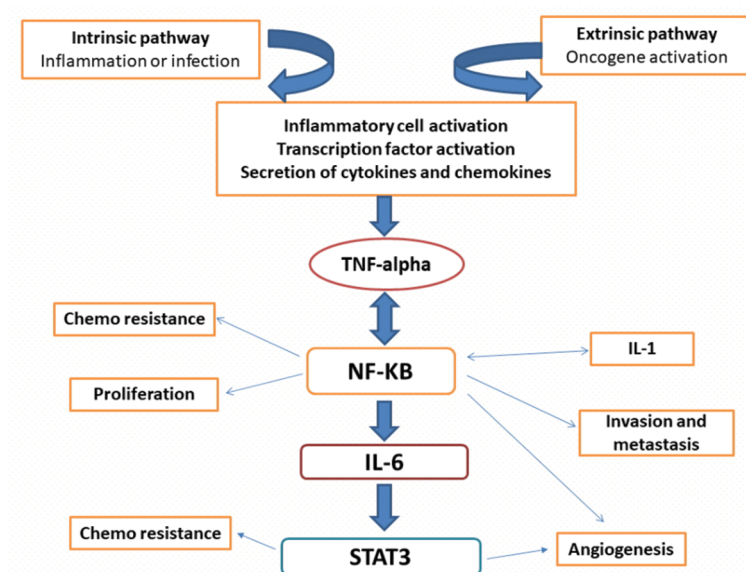 Intrinsic pathway
Inflammation or infection
Extrinsic pathway
Oncogene activation
Inflammatory cell activation
Transcription factor activation
Secretion of cytokines and chemokines
TNF-alpha
Chemo resistance
NF-KB
IL-1
Proliferation
Invasion and
metastasis
IL-6
Chemo resistance
STAT3
Angiogenesis